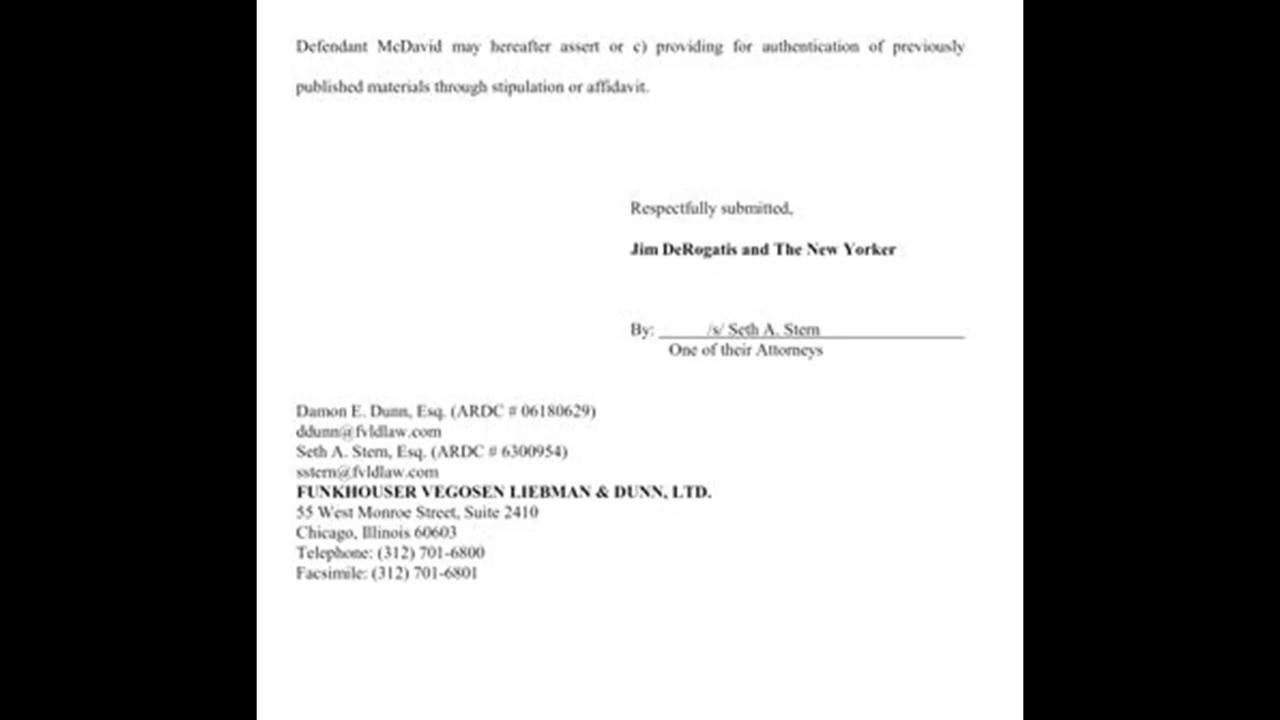 Defendant McDavid may hereafter assert or c) providing for authentication of previously
published materials through stipulation or affidavit.
Respectfully submitted,
Jim DeRogatis and The New Yorker
By: /s/ Seth A. Stern
One of their Attorneys
Damon E. Dunn, Esq. (ARDC # 06180629)
ddunn@fvldlaw.com
Seth A. Stern, Esq. (ARDC # 6300954)
sstern@fvldlaw.com
FUNKHOUSER VEGOSEN LIEBMAN & DUNN, LTD.
55 West Monroe Street, Suite 2410
Chicago, Illinois 60603
Telephone: (312) 701-6800
Facsimile: (312) 701-6801